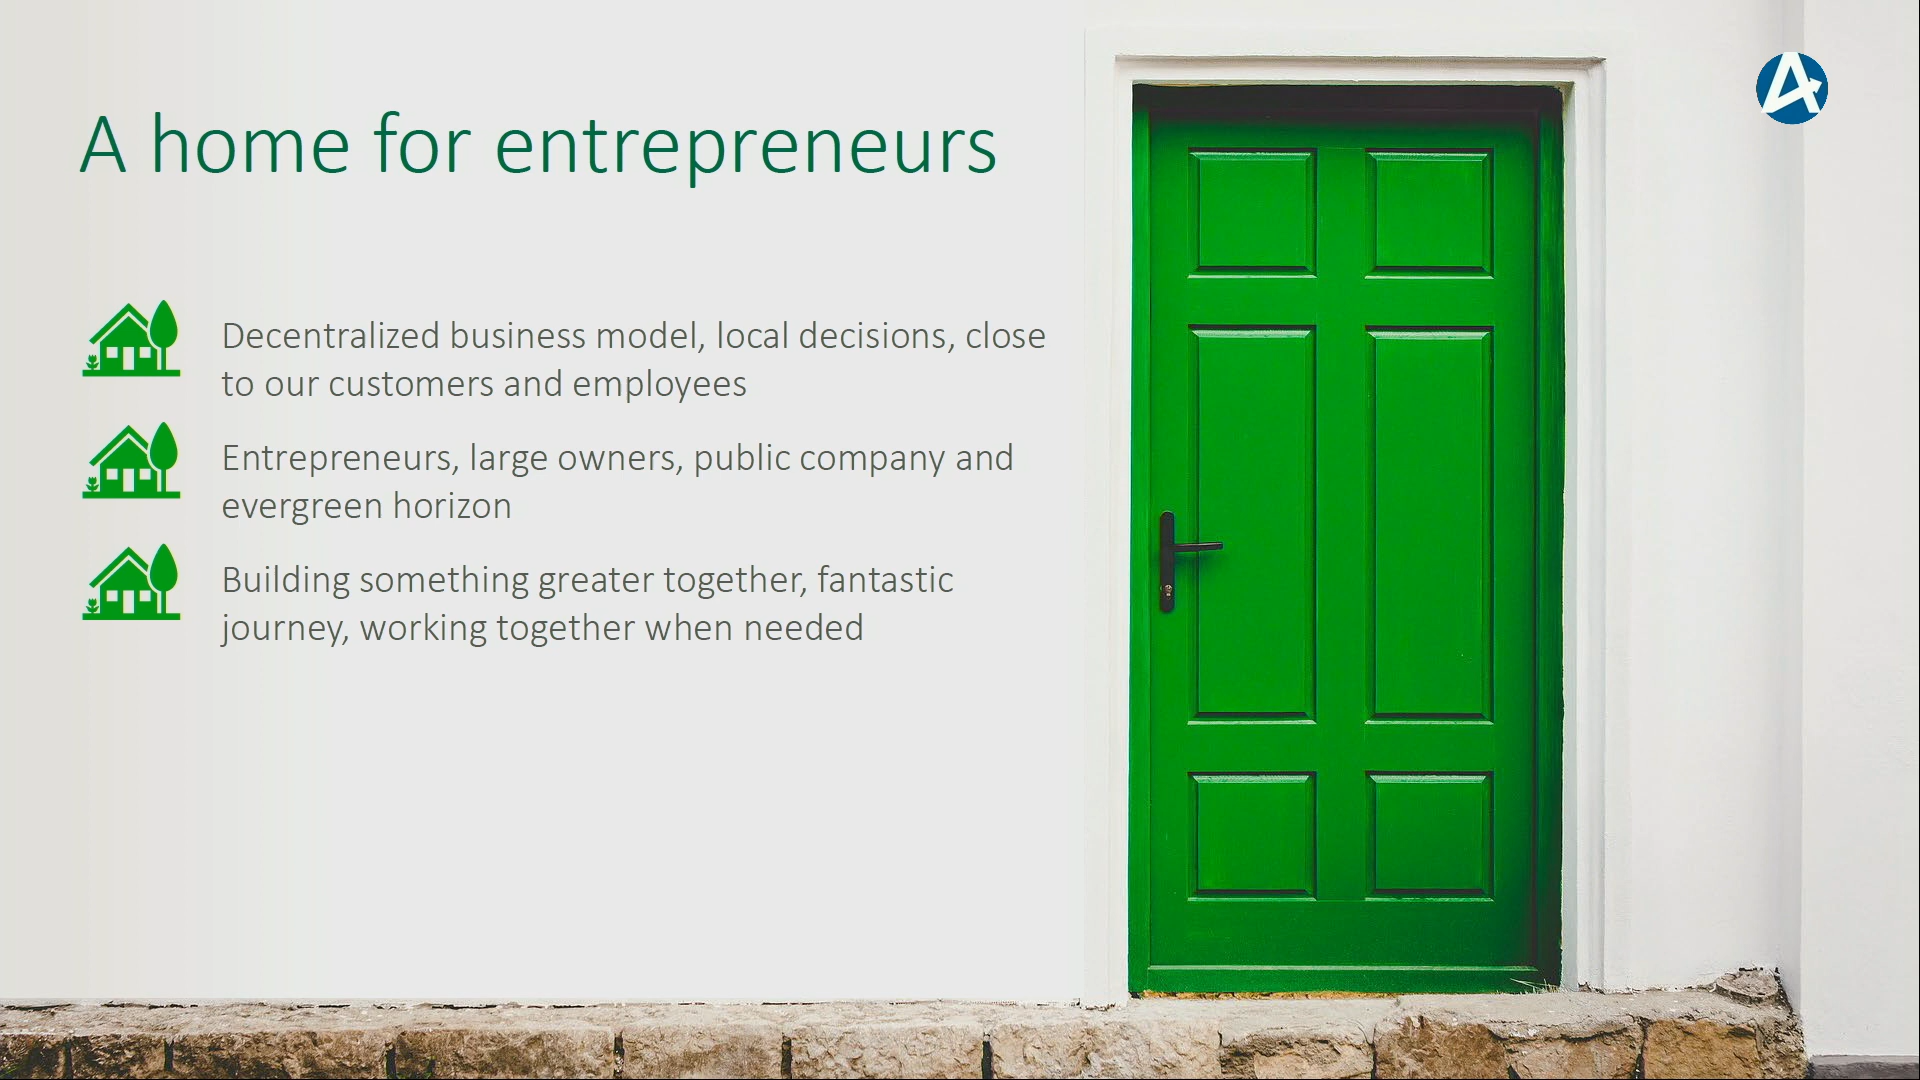 A home for entrepreneurs
Decentralized business model, local decisions, close
to our customers and employees
Entrepreneurs, large owners, public company and
evergreen horizon
Building something greater together, fantastic
journey, working together when needed